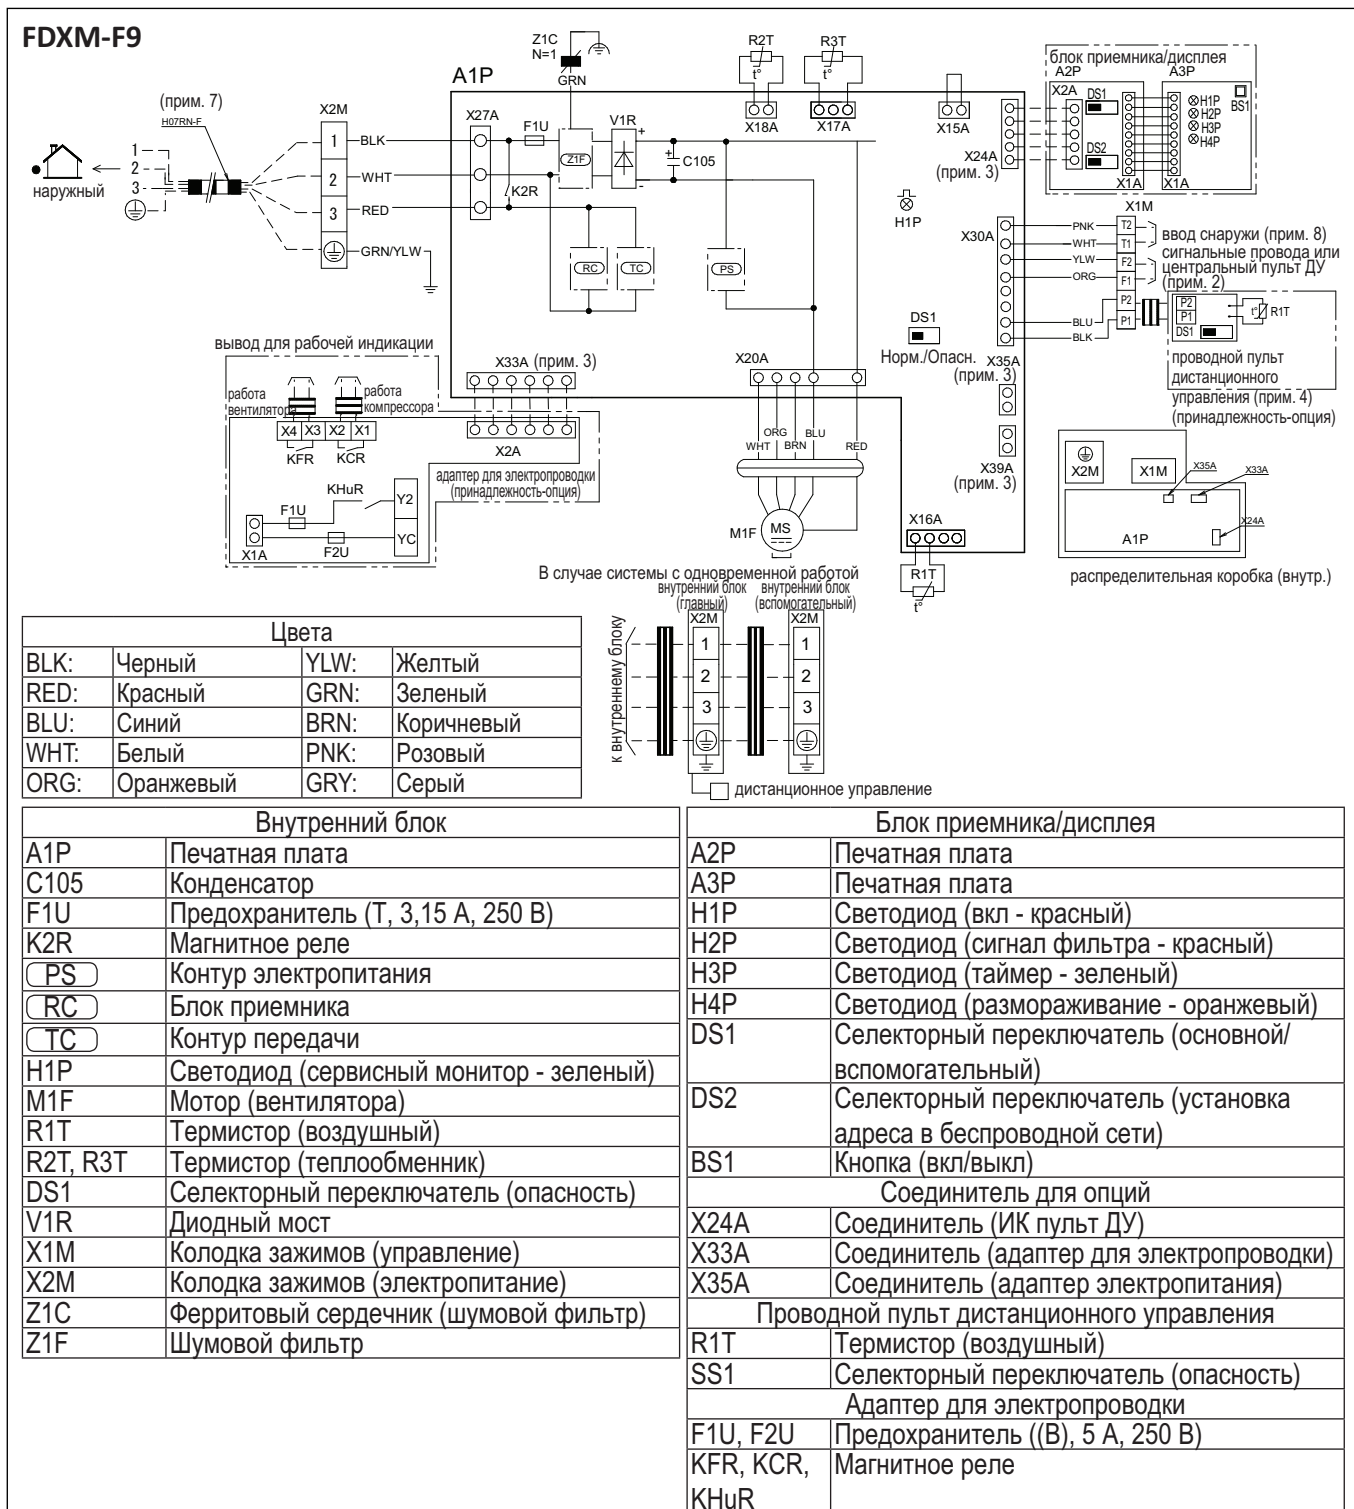 FDXM-F9
Z1C
N=1
GRN
R2T
t°
R3T
t°
X18A
X17A
X15A
A1P
блок приемника/дисплея
A2P
A3P
X2A
DS1
DS2
X1A
X1A
H1P
H2P
H3P
H4P
BS1
X24A
(прим. 3)
(прим. 7)
H07RN-F
наружный
1
2
3
X2M
1
2
3
BLK
WHT
RED
GRN/YLW
X27A
F1U
K2R
Z1F
V1R
+
-
+
C105
RC
TC
PS
H1P
X30A
PNK
WHT
YLW
ORG
BLU
BLK
X1M
T2
T1
F2
F1
P2
P1
ввод снаружи (прим. 8)
сигнальные провода или
центральный пульт ДУ
(прим. 2)
P2
P1
DS1
t°
R1T
проводной пульт
дистанционного
управления (прим. 4)
(принадлежность-опция)
DS1
Норм./Опасн.
X35A
(прим. 3)
X39A
(прим. 3)
вывод для рабочей индикации
работа
вентилятора
работа
компрессора
X4
X3
X2
X1
KFR
KCR
X33A (прим. 3)
X2A
адаптер для электропроводки
(принадлежность-опция)
KHuR
F1U
F2U
Y2
YC
X1A
X20A
WHT
ORG
BRN
BLU
RED
M1F
MS
X16A
R1T
t°
X2M
X1M
X35A
X33A
X24A
A1P
распределительная коробка (внутр.)
В случае системы с одновременной работой
внутренний блок
(главный)
внутренний блок
(вспомогательный)
X2M
X2M
1
2
3
1
2
3
к внутреннему блоку
дистанционное управление
Цвета
BLK: Черный YLW: Желтый
RED: Красный GRN: Зеленый
BLU: Синий BRN: Коричневый
WHT: Белый PNK: Розовый
ORG: Оранжевый GRY: Серый
Внутренний блок
A1P Печатная плата
C105 Конденсатор
F1U Предохранитель (T, 3,15 А, 250 В)
K2R Магнитное реле
PS Контур электропитания
RC Блок приемника
TC Контур передачи
H1P Светодиод (сервисный монитор - зеленый)
M1F Мотор (вентилятора)
R1T Термистор (воздушный)
R2T, R3T Термистор (теплообменник)
DS1 Селекторный переключатель (опасность)
V1R Диодный мост
X1M Колодка зажимов (управление)
X2M Колодка зажимов (электропитание)
Z1C Ферритовый сердечник (шумовой фильтр)
Z1F Шумовой фильтр
Блок приемника/дисплея
A2P Печатная плата
A3P Печатная плата
H1P Светодиод (вкл - красный)
H2P Светодиод (сигнал фильтра - красный)
H3P Светодиод (таймер - зеленый)
H4P Светодиод (размораживание - оранжевый)
DS1 Селекторный переключатель (основной/
вспомогательный)
DS2 Селекторный переключатель (установка
адреса в беспроводной сети)
BS1 Кнопка (вкл/выкл)
Соединитель для опций
X24A Соединитель (ИК пульт ДУ)
X33A Соединитель (адаптер для электропроводки)
X35A Соединитель (адаптер электропитания)
Проводной пульт дистанционного управления
R1T Термистор (воздушный)
SS1 Селекторный переключатель (опасность)
Адаптер для электропроводки
F1U, F2U Предохранитель ((B), 5 А, 250 В)
KFR, KCR, Магнитное реле
KHuR